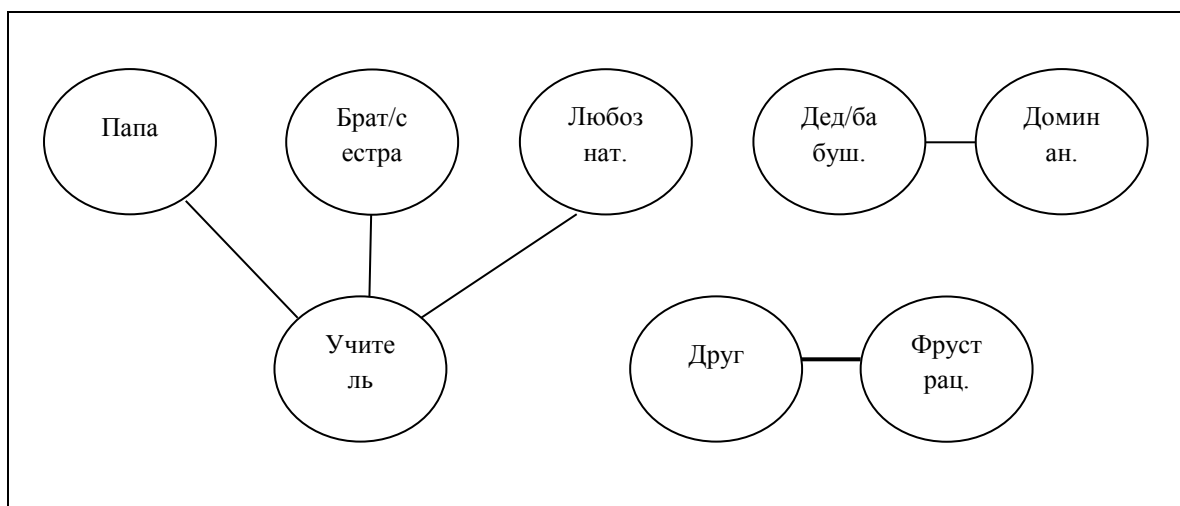 Папа
Брат/с
естра
Любоз
нат.
Дед/ба
буш.
Домин
ан.
Учите
ль
Друг
Фруст
рац.